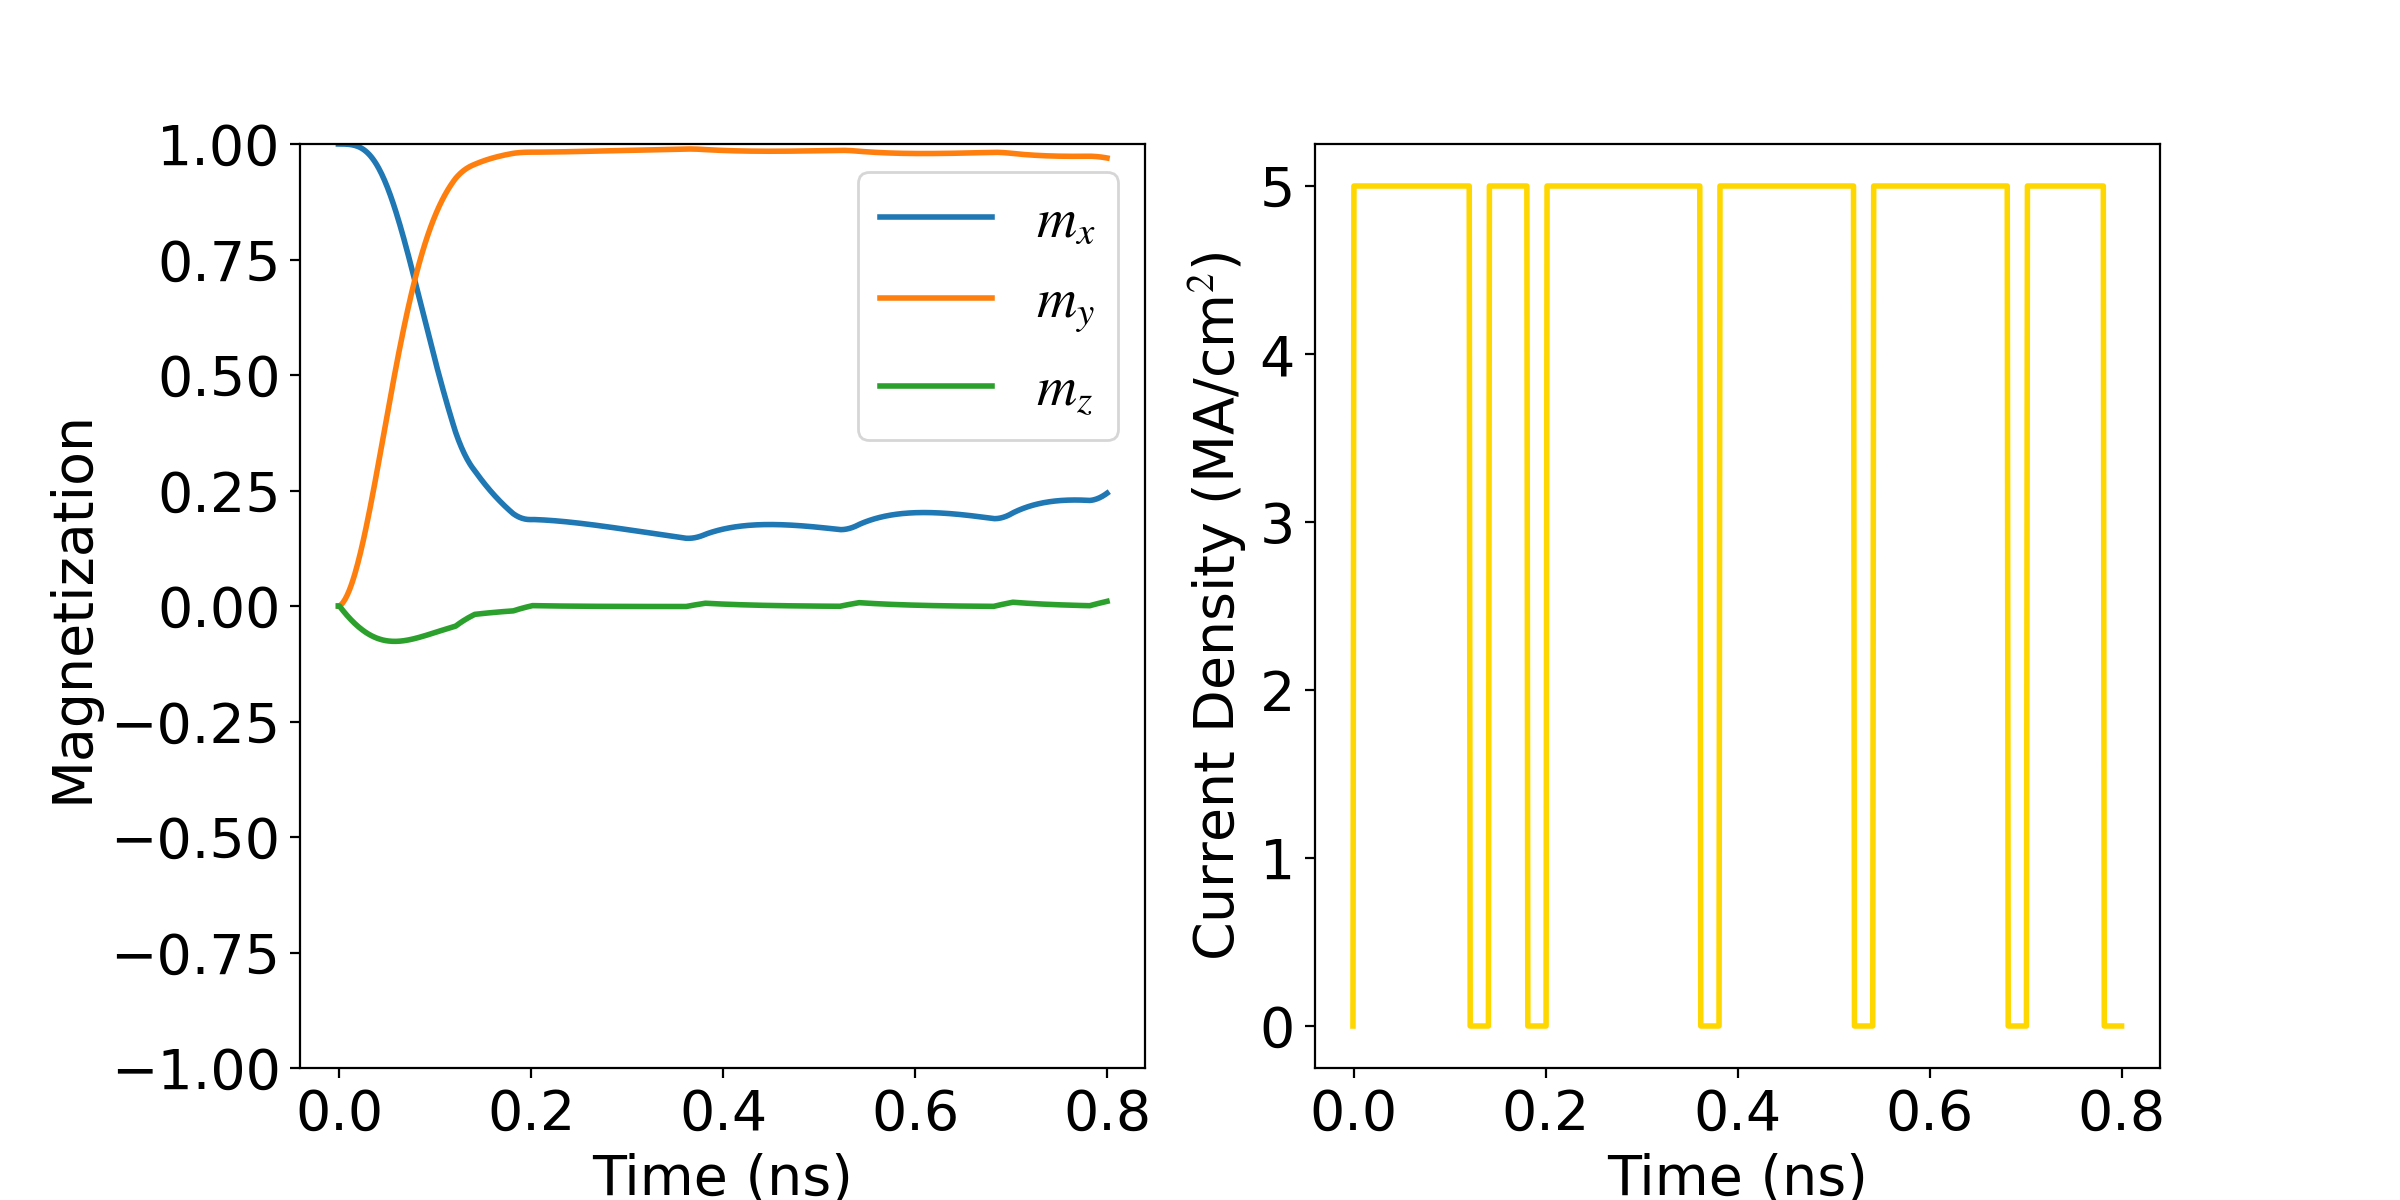 Magnetization
1.00
0.75
0.50
0.25
0.00
−0.25
−0.50
−0.75
−1.00
0.0 0.2 0.4 0.6 0.8
Time (ns)
m_x
m_y
m_z
Current Density (MA/cm²)
5
4
3
2
1
0
0.0 0.2 0.4 0.6 0.8
Time (ns)